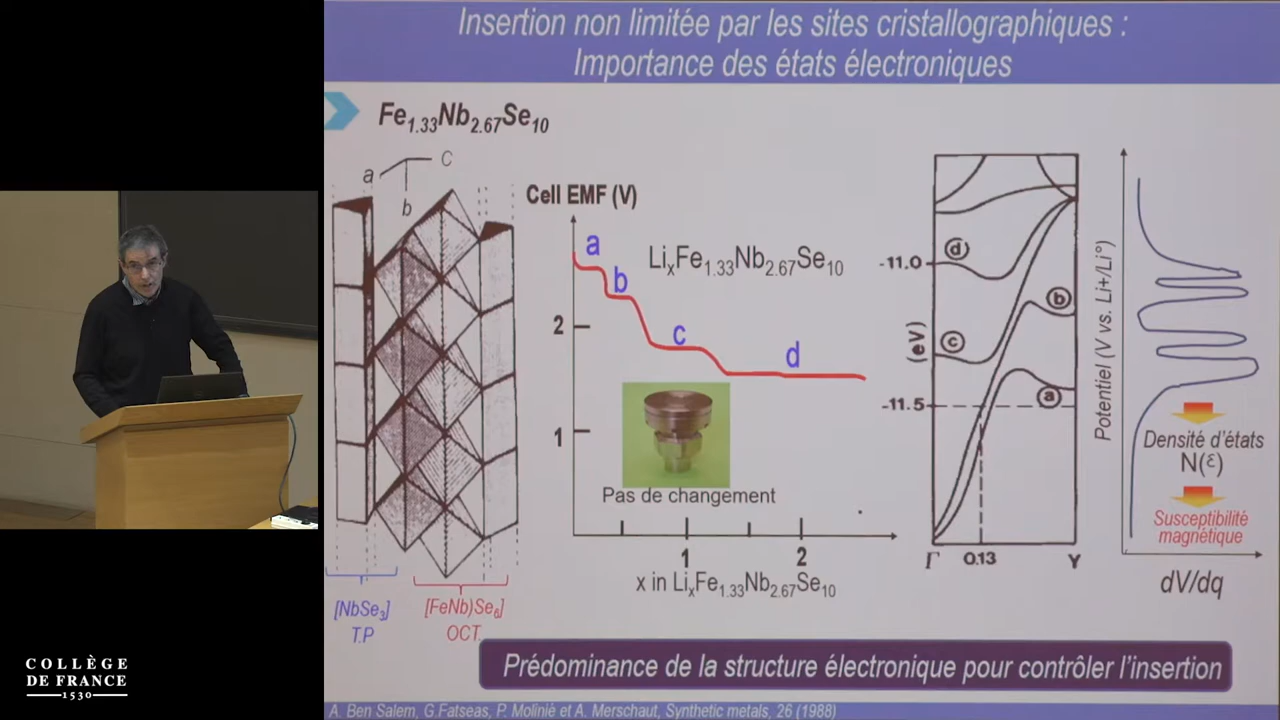 Insertion non limitée par les sites cristallographiques :
Importance des états électroniques
Fe1.33Nb2.67Se10
a
c
b
[NbSe3]
T.P
[FeNb)Se6]
OCT.
Cell EMF (V)
a
b
c
d
LixFe1.33Nb2.67Se10
2
1
Pas de changement
1
2
x in LixFe1.33Nb2.67Se10
-11.0
(eV)
-11.5
d
b
c
a
Γ
0.13
Y
Potentiel (V vs. Li+/Li°)
Densité d'états
N(ε)
Susceptibilité
magnétique
dV/dq
Prédominance de la structure électronique pour contrôler l'insertion
A. Ben Salem, G.Fatseas, P. Molinié et A. Merschaut, Synthetic metals, 26 (1988)
COLLÈGE
DE FRANCE
1530